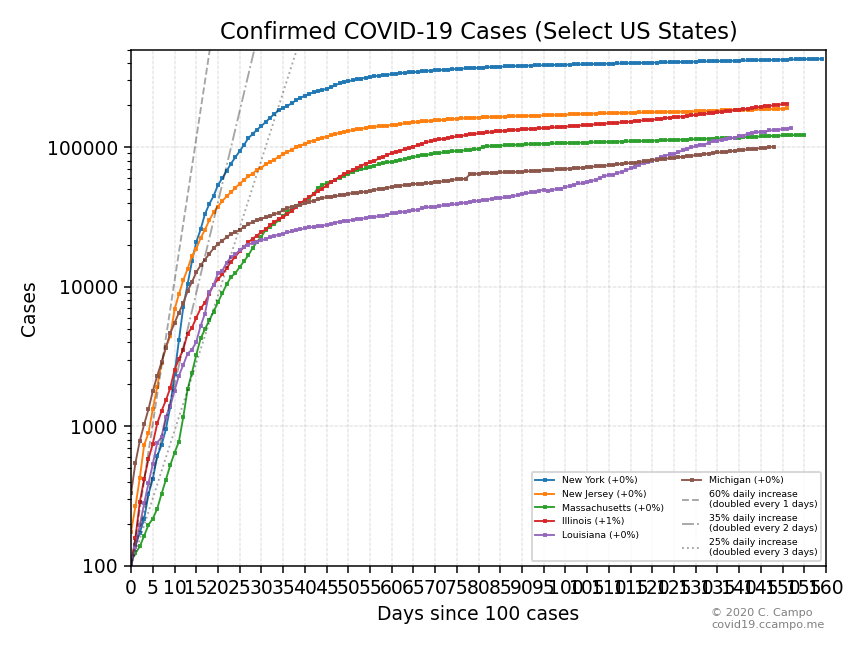 Confirmed COVID-19 Cases (Select US States)
Cases
100000
10000
1000
100
New York (+0%)
New Jersey (+0%)
Massachusetts (+0%)
Illinois (+1%)
Louisiana (+0%)
Michigan (+0%)
60% daily increase
(doubled every 1 days)
35% daily increase
(doubled every 2 days)
25% daily increase
(doubled every 3 days)
0 5 10 15 20 25 30 35 40 45 50 55 60 65 70 75 80 85 90 95 100 105 110 115 120 125 130 135 140 145 150 155 160
Days since 100 cases
© 2020 C. Campo
covid19.ccampo.me